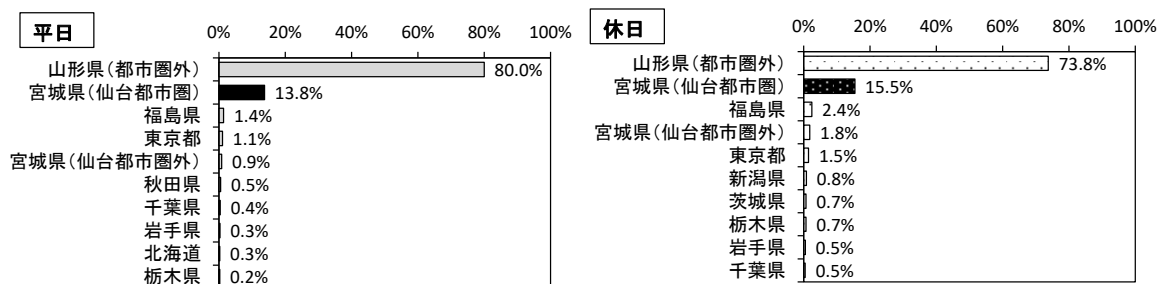 平日
0% 20% 40% 60% 80% 100%
山形県（都市圏外） 80.0%
宮城県（仙台都市圏） 13.8%
福島県 1.4%
東京都 1.1%
宮城県（仙台都市圏外） 0.9%
秋田県 0.5%
千葉県 0.4%
岩手県 0.3%
北海道 0.3%
栃木県 0.2%
休日
0% 20% 40% 60% 80% 100%
山形県（都市圏外） 73.8%
宮城県（仙台都市圏） 15.5%
福島県 2.4%
宮城県（仙台都市圏外） 1.8%
東京都 1.5%
新潟県 0.8%
茨城県 0.7%
栃木県 0.7%
岩手県 0.5%
千葉県 0.5%